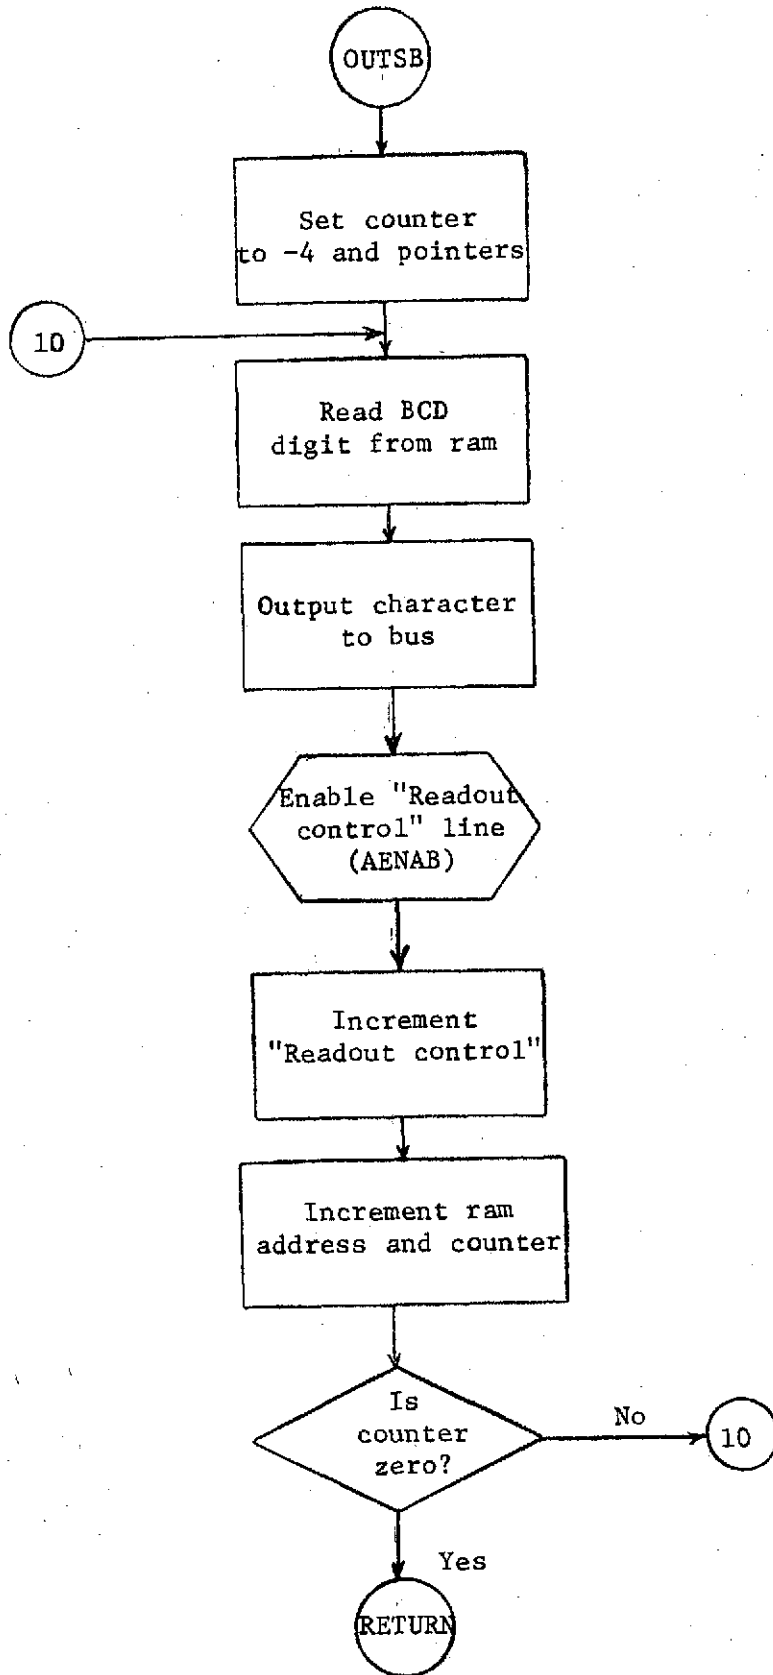 OUTSB
Set counter
to -4 and pointers
10
Read BCD
digit from ram
Output character
to bus
Enable "Readout
control" line
(AENAB)
Increment
"Readout control"
Increment ram
address and counter
Is
counter
zero?
No
10
Yes
RETURN